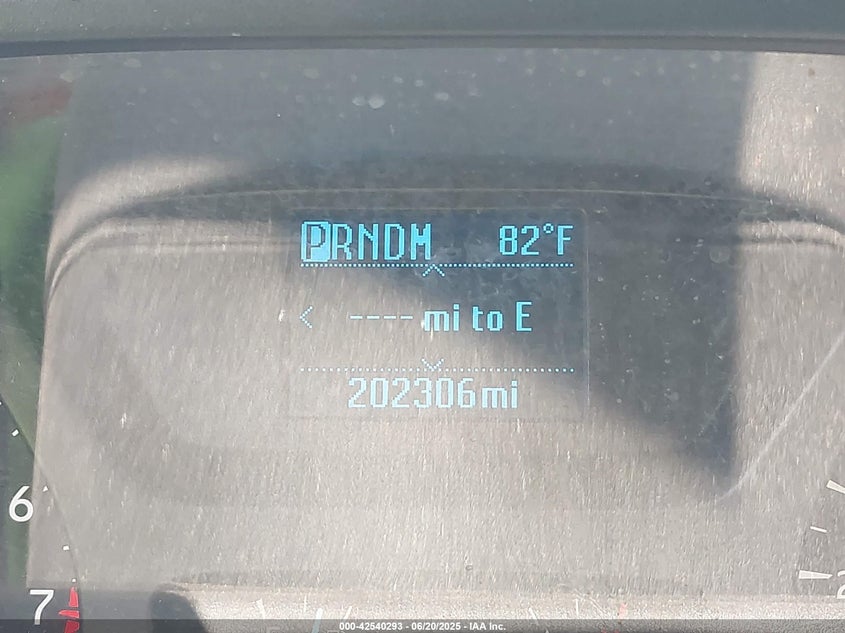 PRNDM 82°F
< ---- mi to E
202306mi
6
7
000-42540293 - 06/20/2025 - IAA Inc.